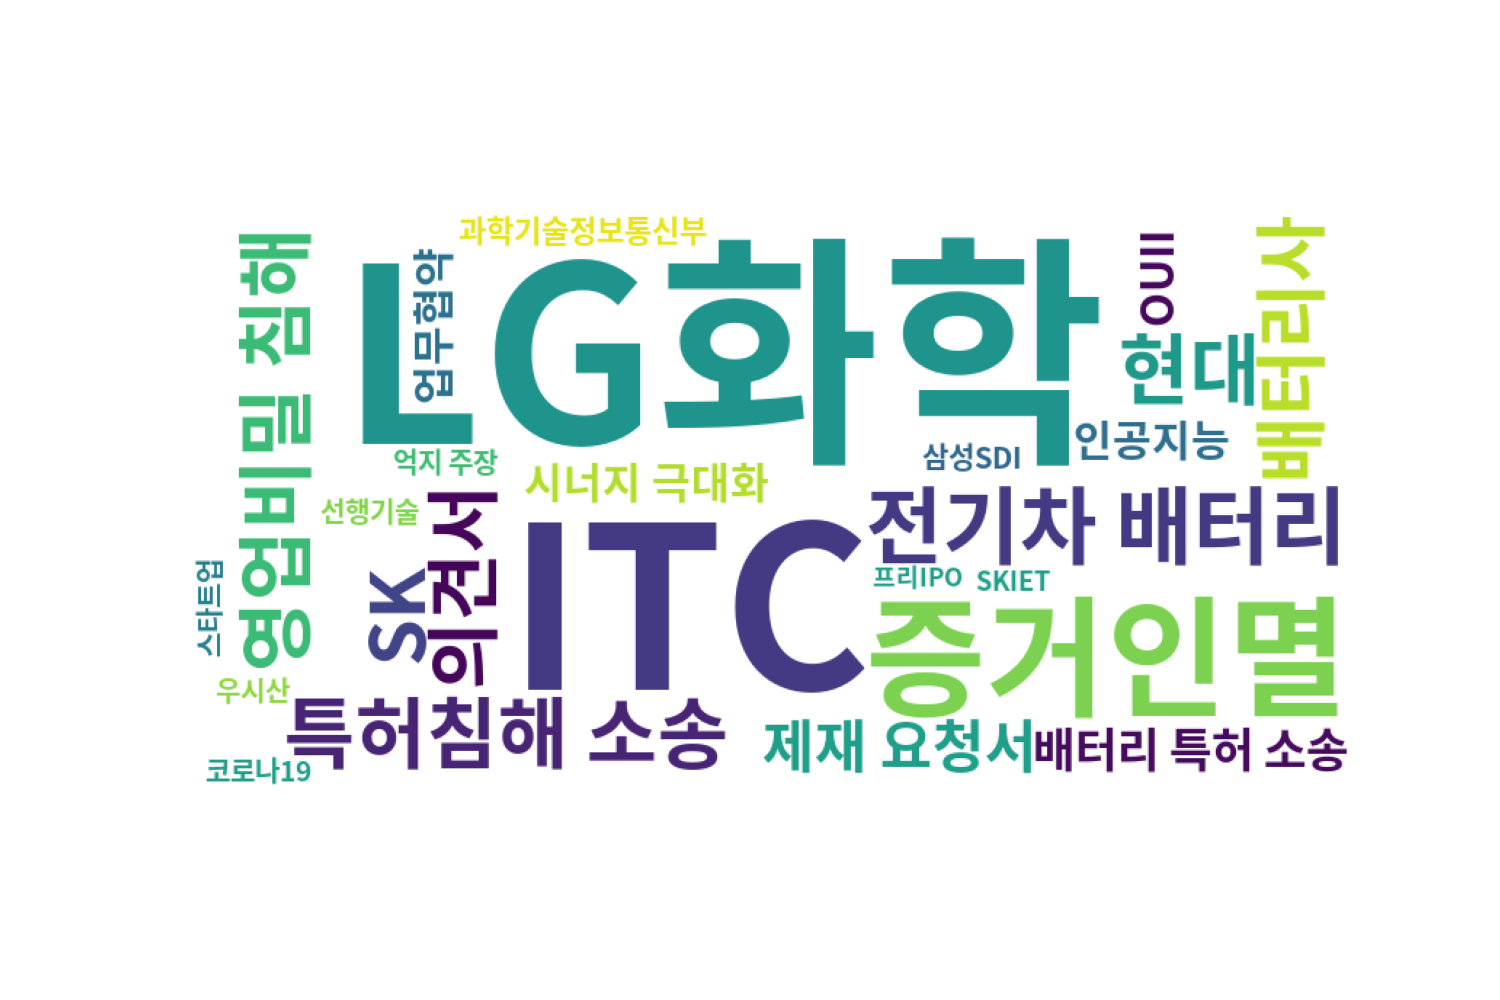 과학기술정보통신부
LG화학
업무협약
OUII
배터리사
영업비밀 침해
현대
인공지능
삼성SDI
억지 주장
시너지 극대화
선행기술
의견서
SK
ITC
전기차 배터리
프리IPO
SKIET
증거인멸
스타트업
우시산
특허침해 소송
제재 요청서
배터리 특허 소송
코로나19